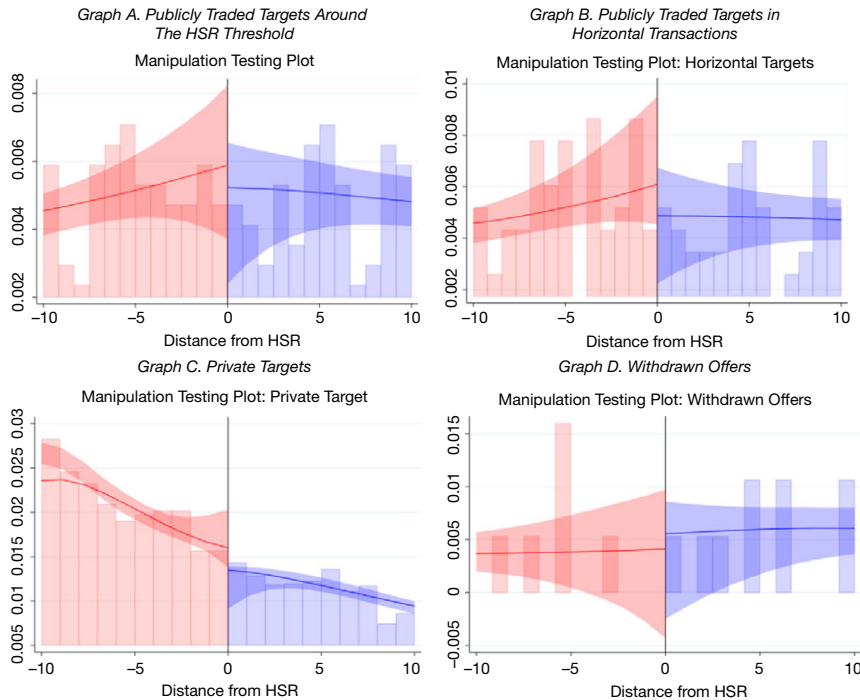 Graph A. Publicly Traded Targets Around
The HSR Threshold
Manipulation Testing Plot
0.008
0.006
0.004
0.002
−10
−5
0
5
10
Distance from HSR
Graph B. Publicly Traded Targets in
Horizontal Transactions
Manipulation Testing Plot: Horizontal Targets
0.01
0.008
0.006
0.004
0.002
−10
−5
0
5
10
Distance from HSR
Graph C. Private Targets
Manipulation Testing Plot: Private Target
0.03
0.025
0.02
0.015
0.01
0.005
−10
−5
0
5
10
Distance from HSR
Graph D. Withdrawn Offers
Manipulation Testing Plot: Withdrawn Offers
0.015
0.01
0.005
0
−0.005
−10
−5
0
5
10
Distance from HSR